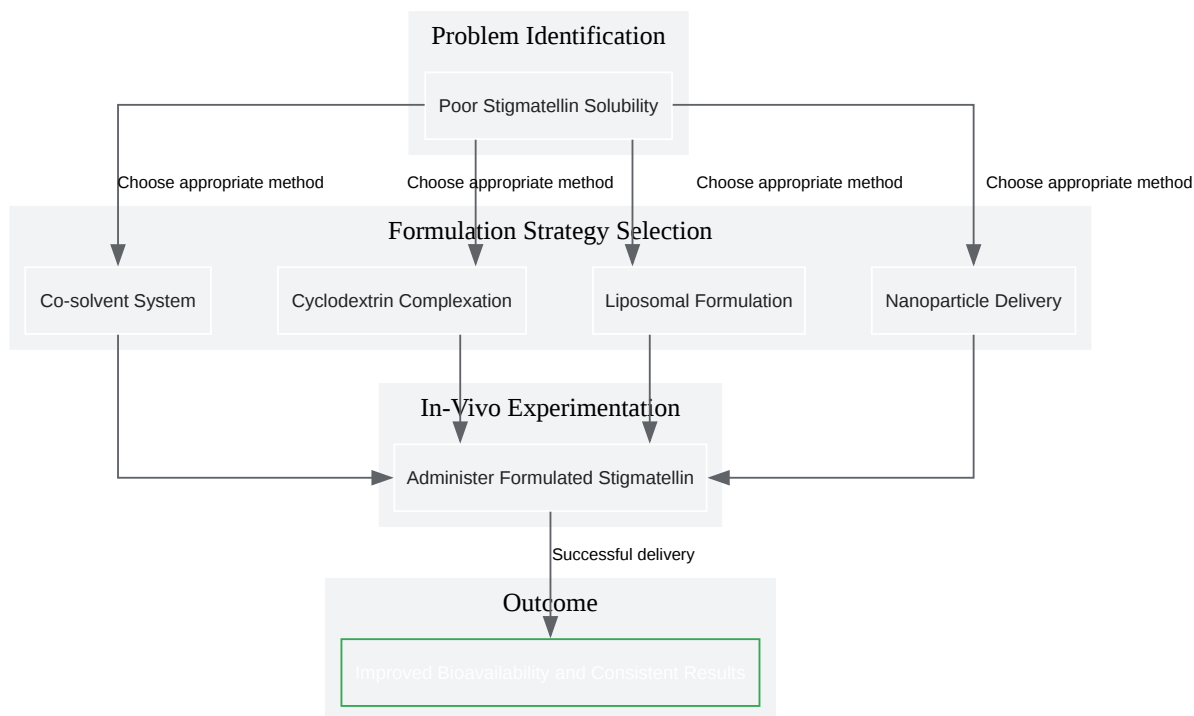 Problem Identification
Poor Stigmatellin Solubility
Choose appropriate method
Choose appropriate method
Choose appropriate method
Choose appropriate method
Formulation Strategy Selection
Co-solvent System
Cyclodextrin Complexation
Liposomal Formulation
Nanoparticle Delivery
In-Vivo Experimentation
Administer Formulated Stigmatellin
Successful delivery
Outcome
Improved Bioavailability and Consistent Results